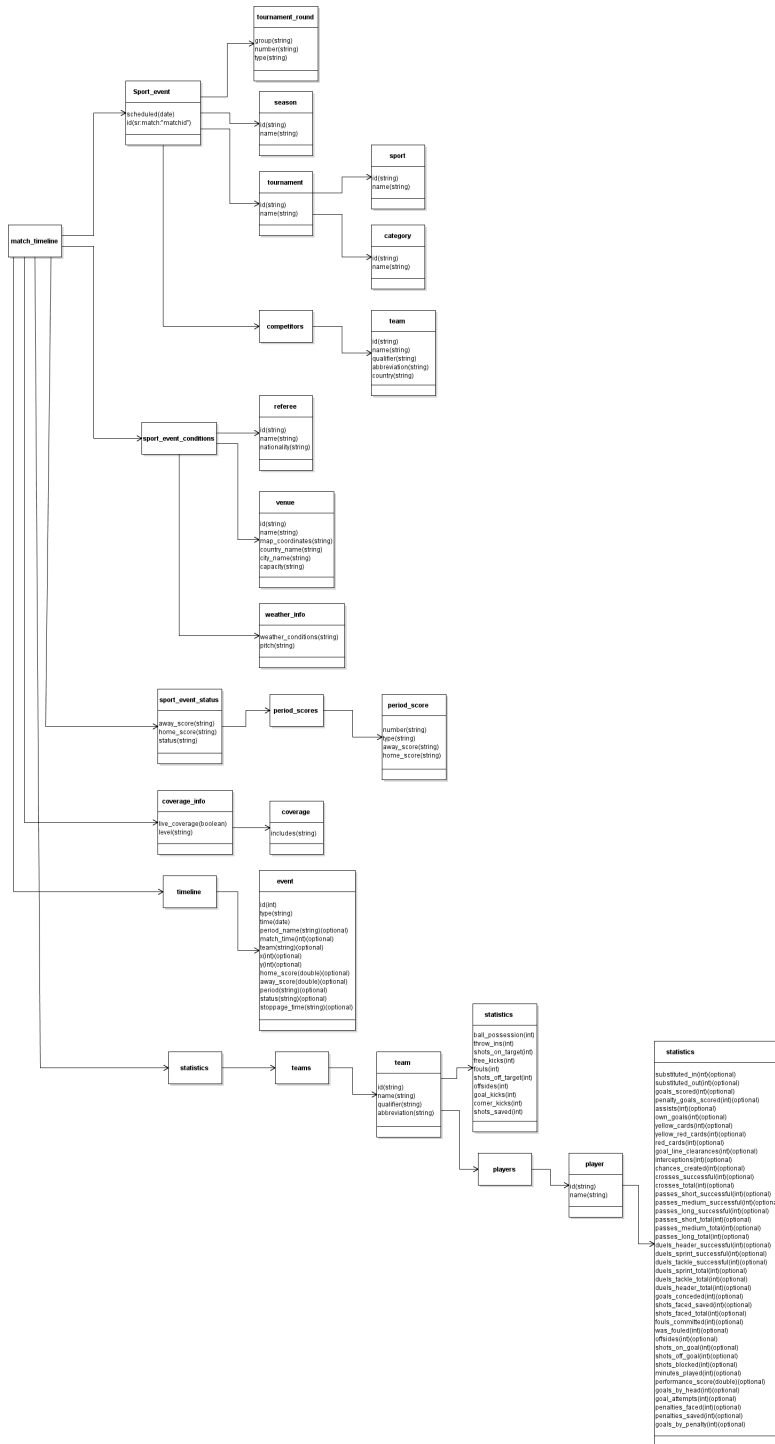 tournament_round
group(string)
number(string)
type(string)
Sport_event
scheduled(date)
id(sr:match:"matchid")
season
id(string)
name(string)
sport
id(string)
name(string)
tournament
id(string)
name(string)
match_timeline
category
id(string)
name(string)
competitors
team
id(string)
name(string)
qualifier(string)
abbreviation(string)
country(string)
referee
id(string)
name(string)
nationality(string)
sport_event_conditions
venue
id(string)
name(string)
map_coordinates(string)
country_name(string)
city_name(string)
capacity(string)
weather_info
weather_conditions(string)
pitch(string)
sport_event_status
away_score(string)
home_score(string)
status(string)
period_scores
period_score
number(string)
type(string)
away_score(string)
home_score(string)
coverage_info
live_coverage(boolean)
level(string)
coverage
includes(string)
timeline
event
id(int)
type(string)
time(date)
period_name(string)(optional)
match_time(int)(optional)
team(string)(optional)
x(int)(optional)
y(int)(optional)
home_score(double)(optional)
away_score(double)(optional)
period(string)(optional)
status(string)(optional)
stoppage_time(string)(optional)
statistics
teams
team
id(string)
name(string)
qualifier(string)
abbreviation(string)
statistics
ball_possession(int)
throw_ins(int)
shots_on_target(int)
free_kicks(int)
fouls(int)
shots_off_target(int)
offsides(int)
goal_kicks(int)
corner_kicks(int)
shots_saved(int)
players
player
id(string)
name(string)
statistics
substituted_in(int)(optional)
substituted_out(int)(optional)
goals_scored(int)(optional)
penalty_goals_scored(int)(optional)
assists(int)(optional)
own_goals(int)(optional)
yellow_cards(int)(optional)
yellow_red_cards(int)(optional)
red_cards(int)(optional)
goal_line_clearances(int)(optional)
interceptions(int)(optional)
chances_created(int)(optional)
crosses_successful(int)(optional)
crosses_total(int)(optional)
passes_short_successful(int)(optional)
passes_medium_successful(int)(optional
passes_long_successful(int)(optional)
passes_short_total(int)(optional)
passes_medium_total(int)(optional)
passes_long_total(int)(optional)
duels_header_successful(int)(optional)
duels_sprint_successful(int)(optional)
duels_tackle_successful(int)(optional)
duels_sprint_total(int)(optional)
duels_tackle_total(int)(optional)
duels_header_total(int)(optional)
goals_conceded(int)(optional)
shots_faced_saved(int)(optional)
shots_faced_total(int)(optional)
fouls_committed(int)(optional)
was_fouled(int)(optional)
offsides(int)(optional)
shots_on_goal(int)(optional)
shots_off_goal(int)(optional)
shots_blocked(int)(optional)
minutes_played(int)(optional)
performance_score(double)(optional)
goals_by_head(int)(optional)
goal_attempts(int)(optional)
penalties_faced(int)(optional)
penalties_saved(int)(optional)
goals_by_penalty(int)(optional)